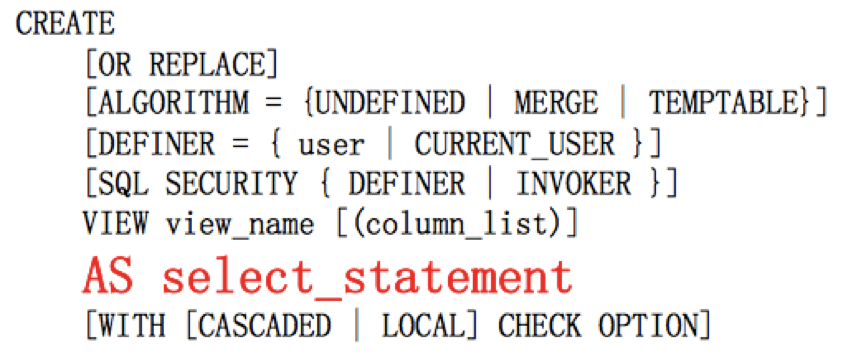 CREATE
[OR REPLACE]
[ALGORITHM = {UNDEFINED | MERGE | TEMPTABLE}]
[DEFINER = { user | CURRENT_USER }]
[SQL SECURITY { DEFINER | INVOKER }]
VIEW view_name [(column_list)]
AS select_statement
[WITH [CASCADED | LOCAL] CHECK OPTION]